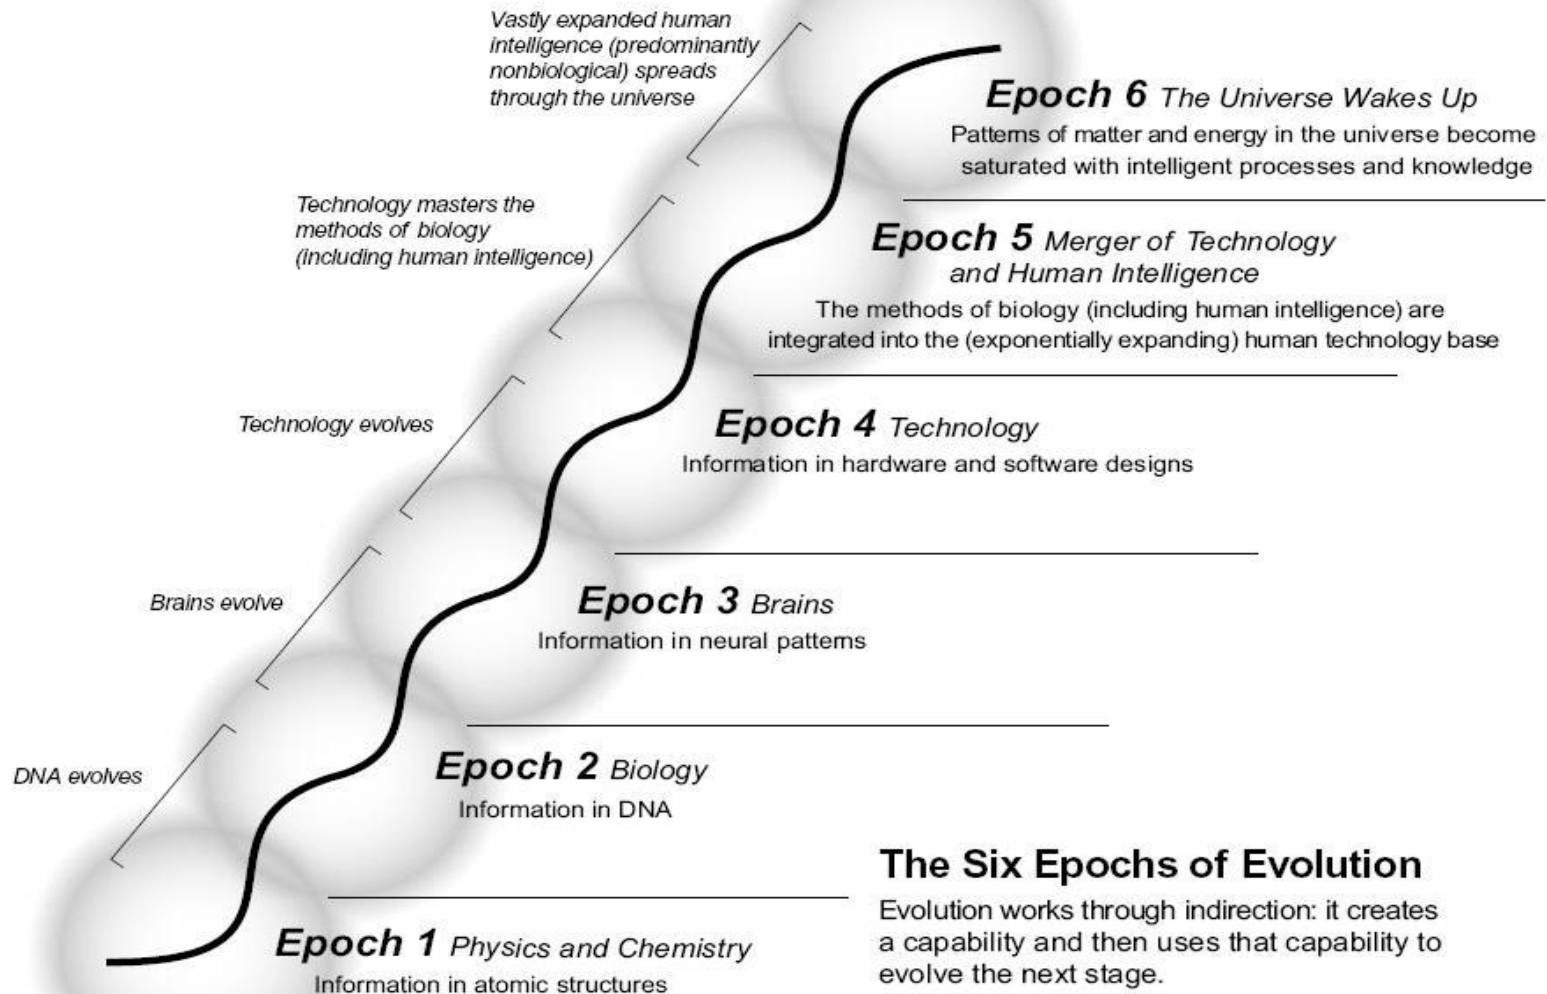 Vastly expanded human
intelligence (predominantly
nonbiological) spreads
through the universe
Epoch 6 The Universe Wakes Up
Patterns of matter and energy in the universe become
saturated with intelligent processes and knowledge
Technology masters the
methods of biology
(including human intelligence)
Epoch 5 Merger of Technology
and Human Intelligence
The methods of biology (including human intelligence) are
integrated into the (exponentially expanding) human technology base
Technology evolves
Epoch 4 Technology
Information in hardware and software designs
Brains evolve
Epoch 3 Brains
Information in neural patterns
DNA evolves
Epoch 2 Biology
Information in DNA
Epoch 1 Physics and Chemistry
Information in atomic structures
The Six Epochs of Evolution
Evolution works through indirection: it creates
a capability and then uses that capability to
evolve the next stage.